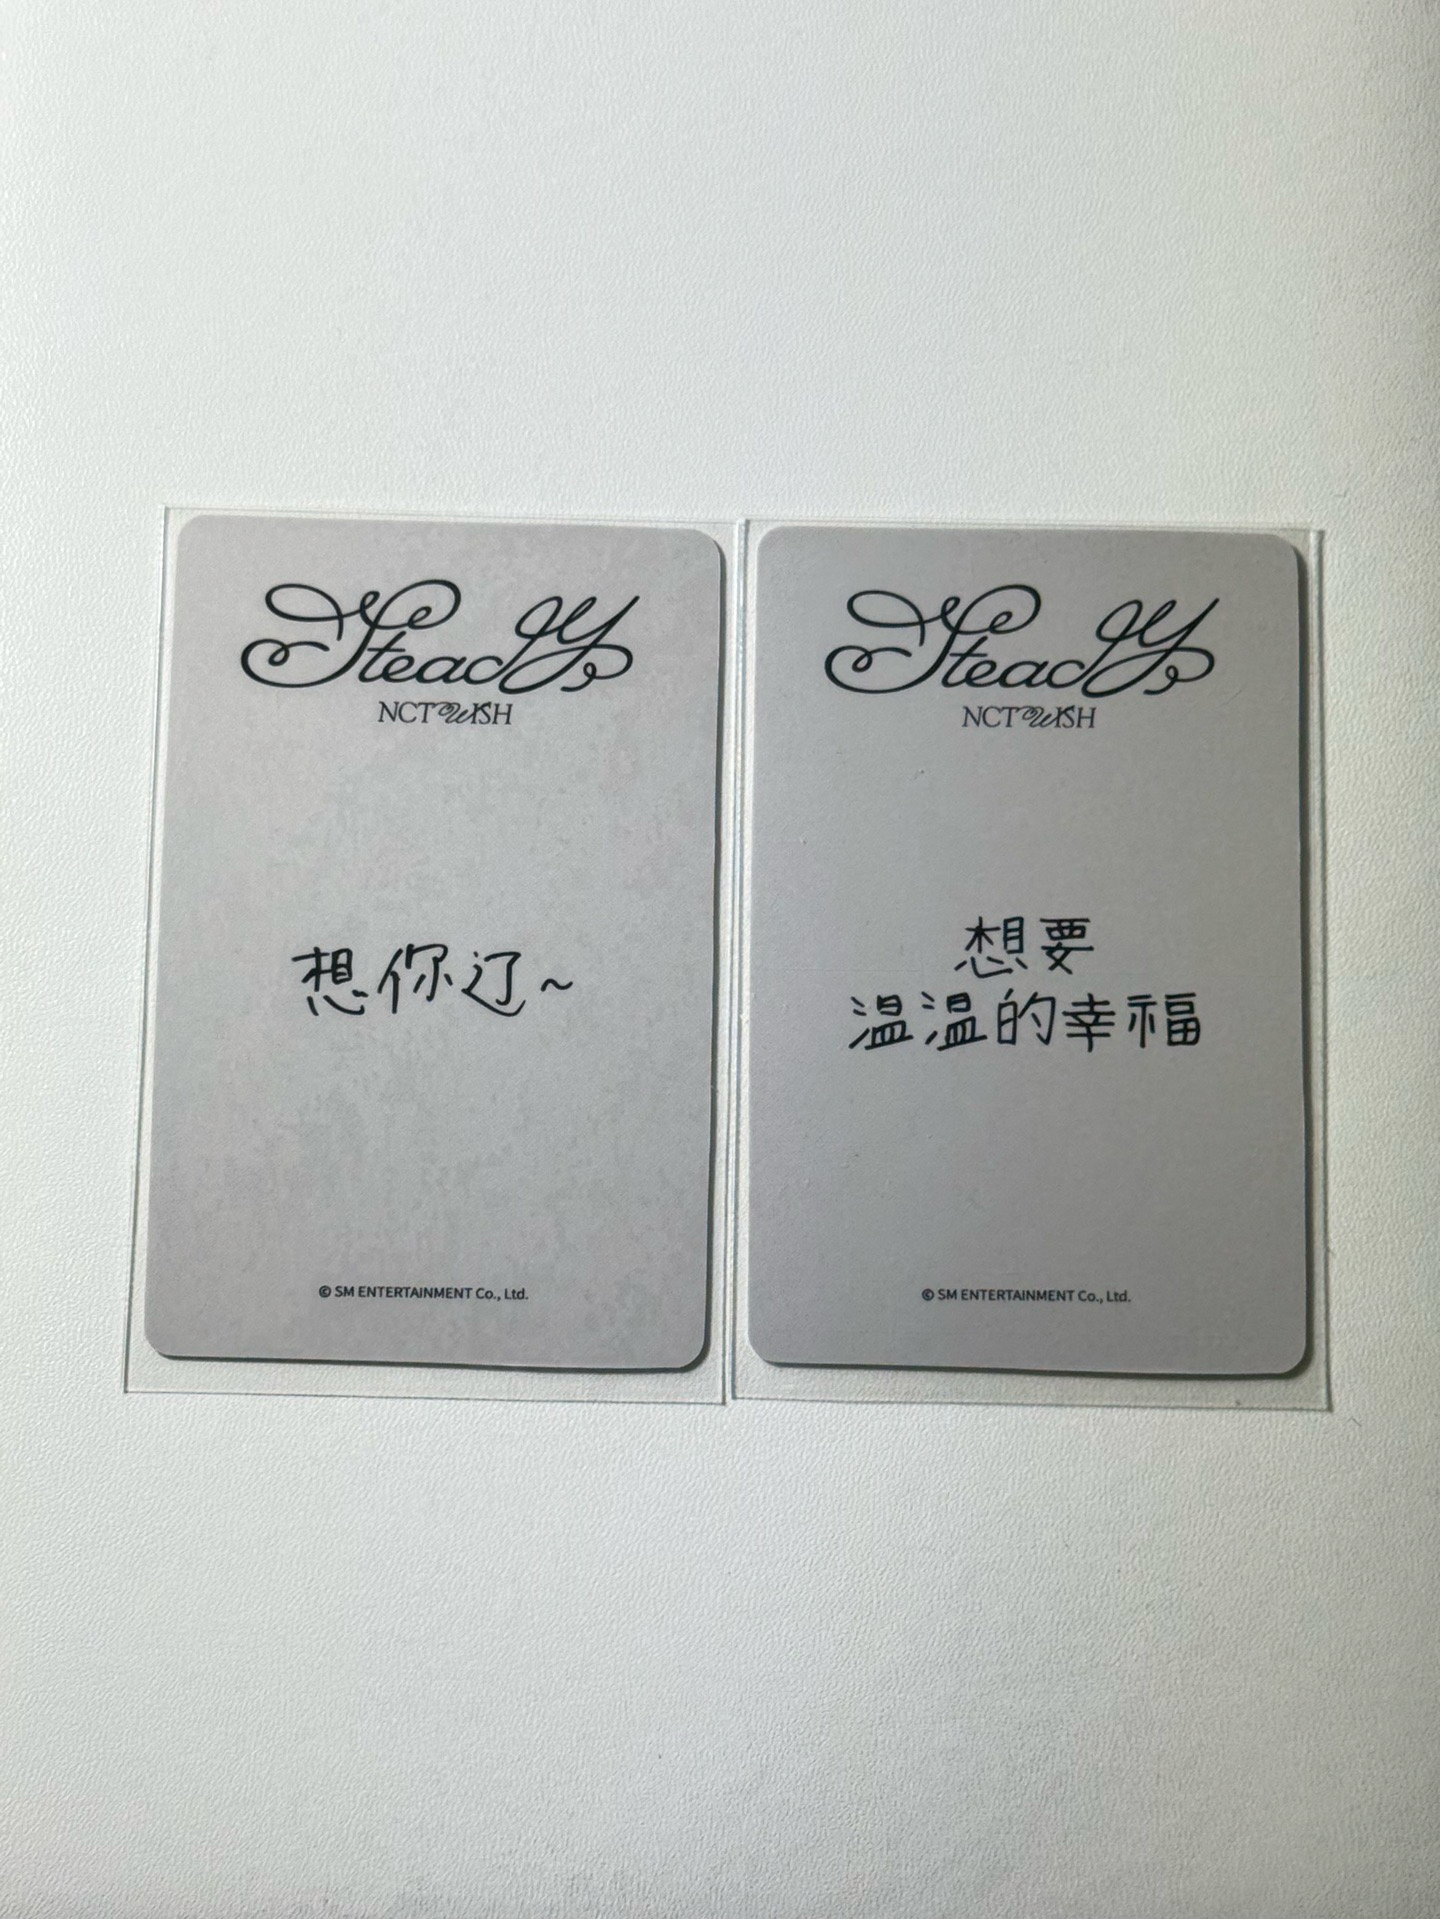 Steady
NCT WISH
想你辽~
© SM ENTERTAINMENT Co., Ltd.
Steady
NCT WISH
想要
温温的幸福
© SM ENTERTAINMENT Co., Ltd.